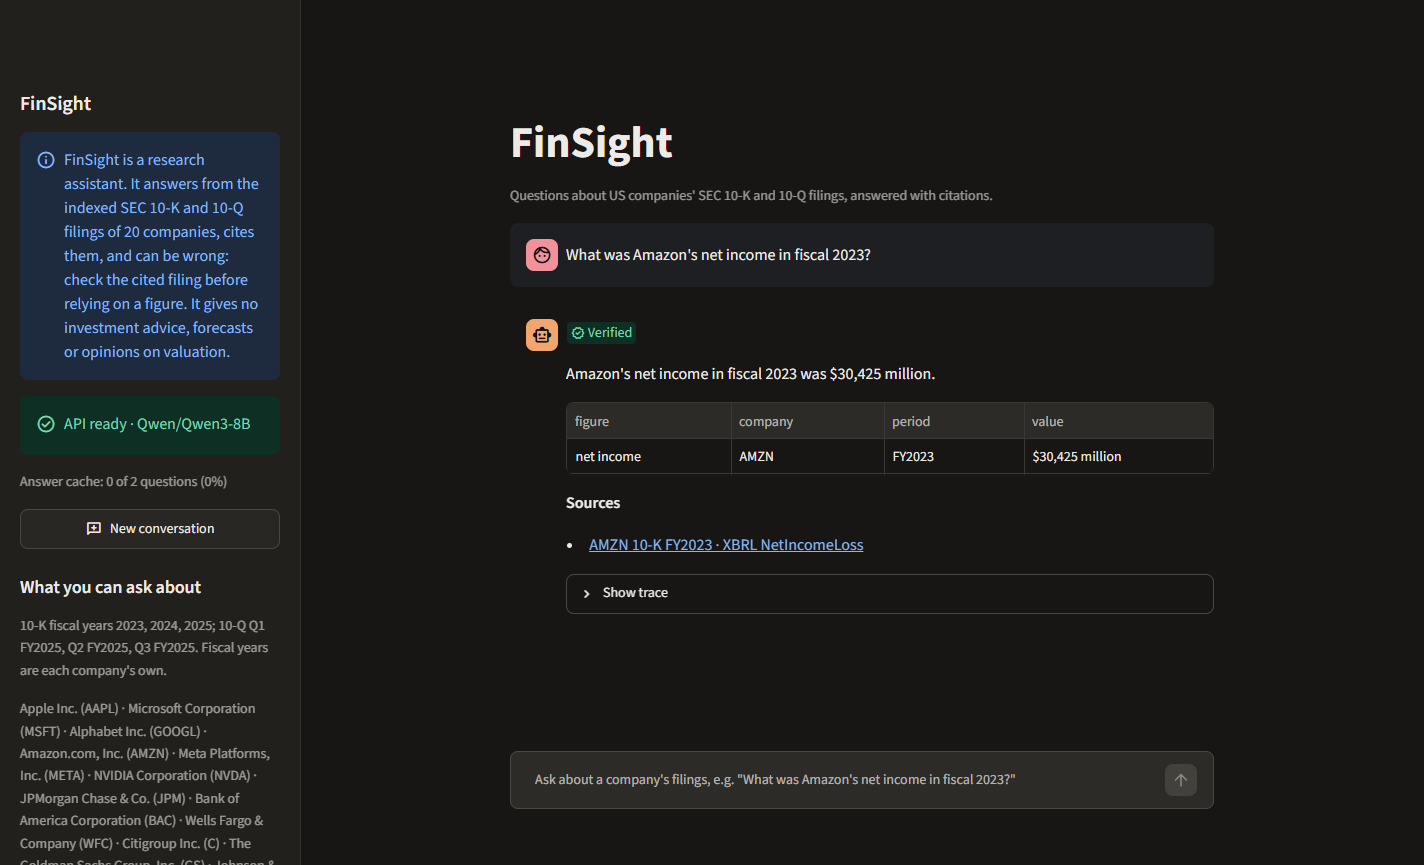 FinSight
FinSight is a research
assistant. It answers from the
indexed SEC 10-K and 10-Q
filings of 20 companies, cites
them, and can be wrong:
check the cited filing before
relying on a figure. It gives no
investment advice, forecasts
or opinions on valuation.
API ready · Qwen/Qwen3-8B
Answer cache: 0 of 2 questions (0%)
New conversation
What you can ask about
10-K fiscal years 2023, 2024, 2025; 10-Q Q1
FY2025, Q2 FY2025, Q3 FY2025. Fiscal years
are each company's own.
Apple Inc. (AAPL) · Microsoft Corporation
(MSFT) · Alphabet Inc. (GOOGL) ·
Amazon.com, Inc. (AMZN) · Meta Platforms,
Inc. (META) · NVIDIA Corporation (NVDA) ·
JPMorgan Chase & Co. (JPM) · Bank of
America Corporation (BAC) · Wells Fargo &
Company (WFC) · Citigroup Inc. (C) · The
Goldman Sachs Group, Inc. (GS) · Johnson &
FinSight
Questions about US companies' SEC 10-K and 10-Q filings, answered with citations.
What was Amazon's net income in fiscal 2023?
Verified
Amazon's net income in fiscal 2023 was $30,425 million.
figure company period value
net income AMZN FY2023 $30,425 million
Sources
AMZN 10-K FY2023 · XBRL NetIncomeLoss
Show trace
Ask about a company's filings, e.g. "What was Amazon's net income in fiscal 2023?"